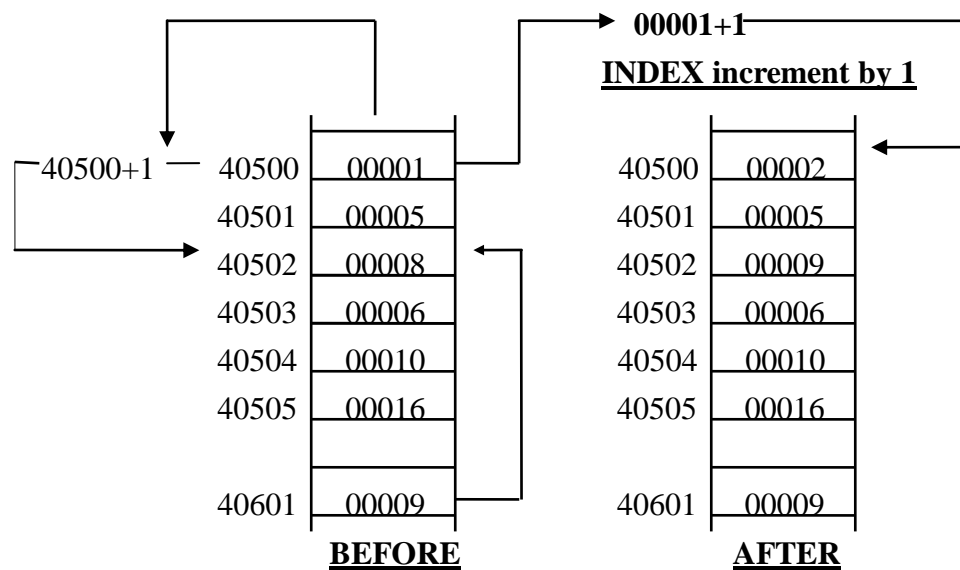 00001+1
INDEX increment by 1
40500+1 40500 00001 40500 00002
40501 00005 40501 00005
40502 00008 40502 00009
40503 00006 40503 00006
40504 00010 40504 00010
40505 00016 40505 00016
40601 00009 40601 00009
BEFORE AFTER